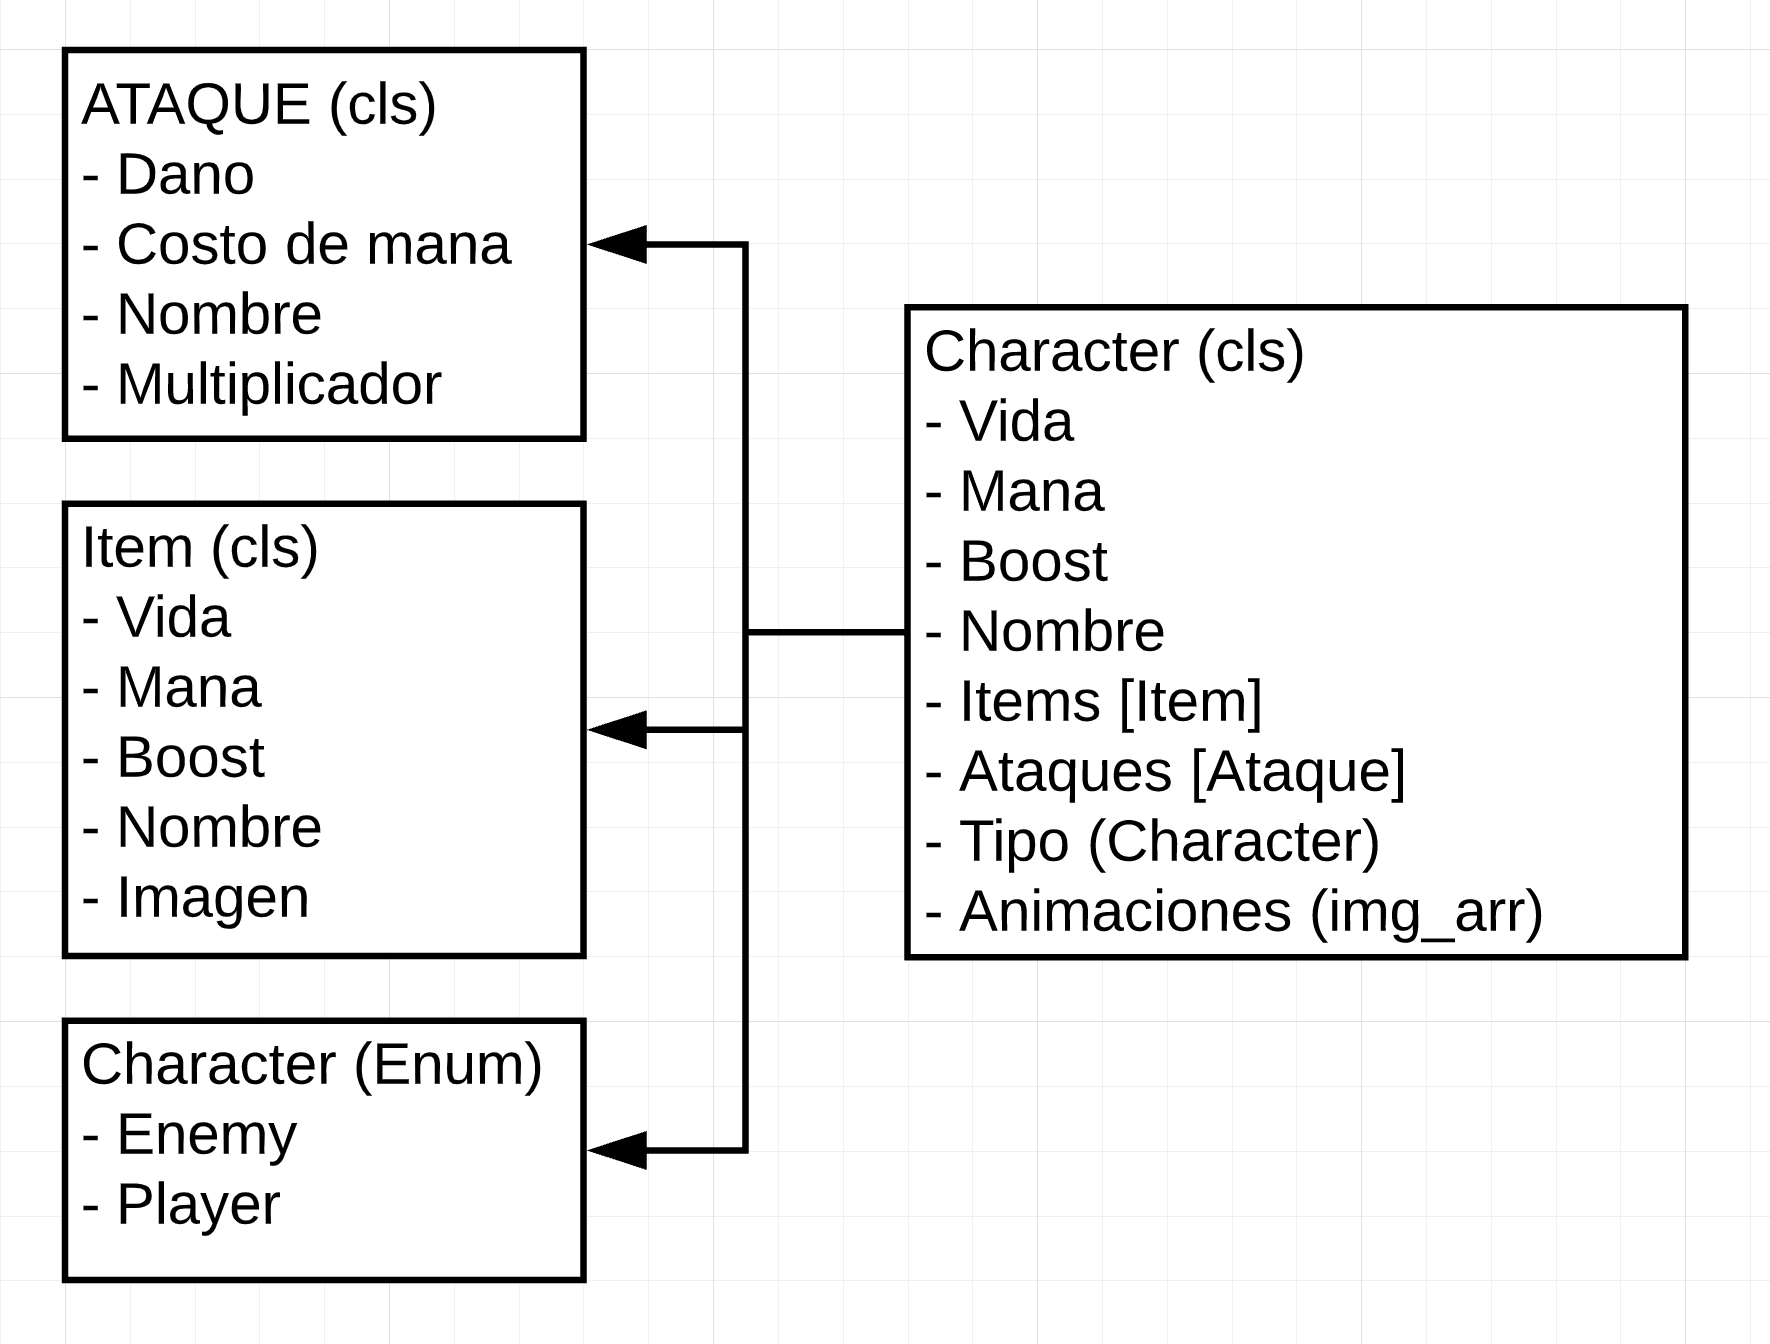 ATAQUE (cls)
- Dano
- Costo de mana
- Nombre
- Multiplicador
Item (cls)
- Vida
- Mana
- Boost
- Nombre
- Imagen
Character (Enum)
- Enemy
- Player
Character (cls)
- Vida
- Mana
- Boost
- Nombre
- Items [Item]
- Ataques [Ataque]
- Tipo (Character)
- Animaciones (img_arr)